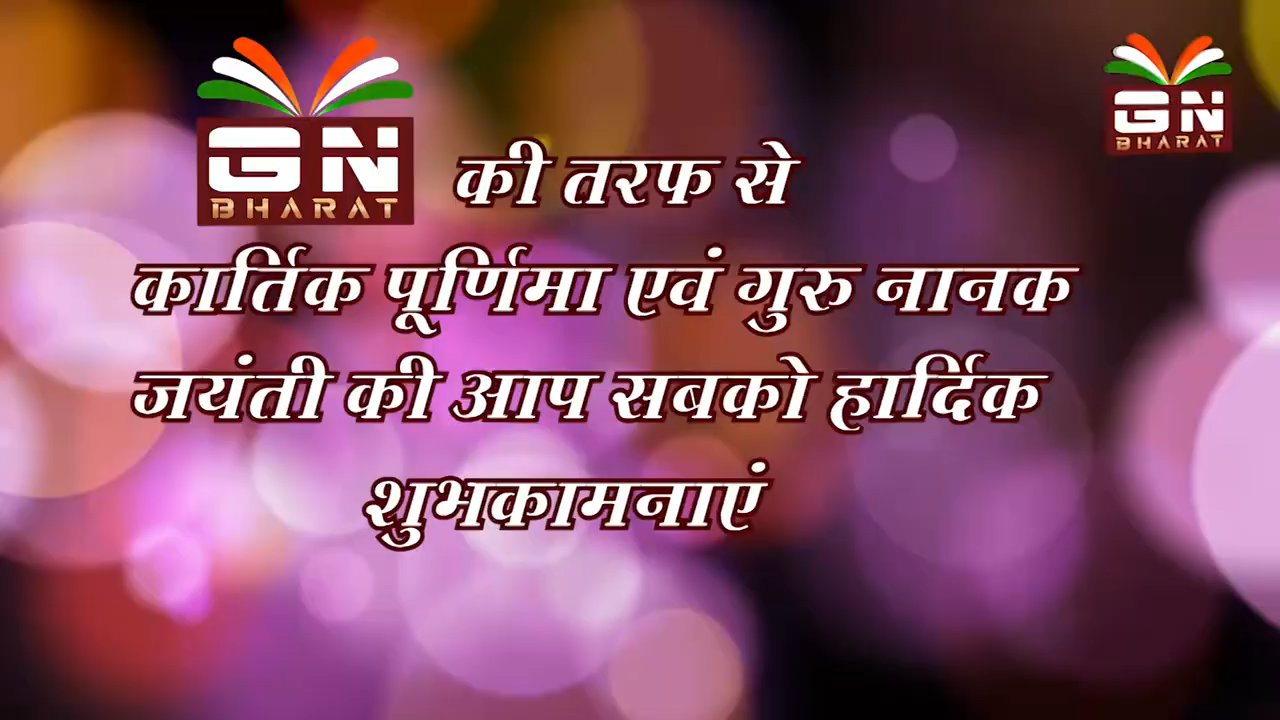 GN
BHARAT
GN
BHARAT
की तरफ से
कार्तिक पूर्णिमा एवं गुरु नानक
जयंती की आप सबको हार्दिक
शुभकामनाएं